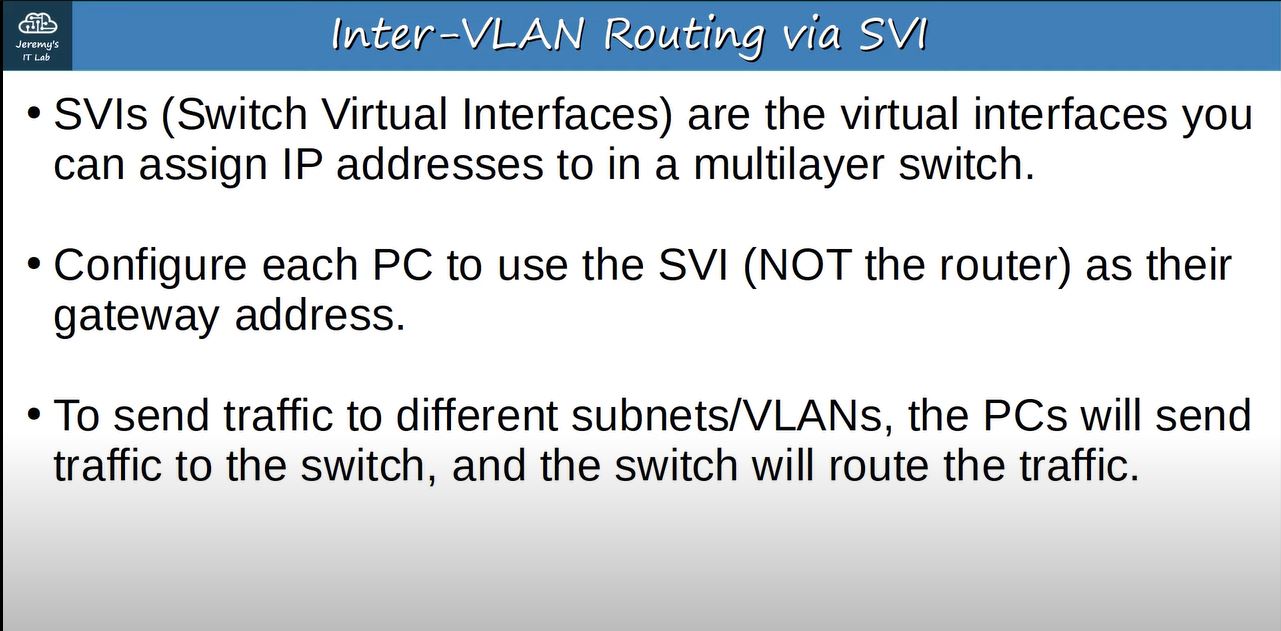 Jeremy's
IT Lab
Inter-VLAN Routing via SVI
• SVIs (Switch Virtual Interfaces) are the virtual interfaces you
can assign IP addresses to in a multilayer switch.
• Configure each PC to use the SVI (NOT the router) as their
gateway address.
• To send traffic to different subnets/VLANs, the PCs will send
traffic to the switch, and the switch will route the traffic.